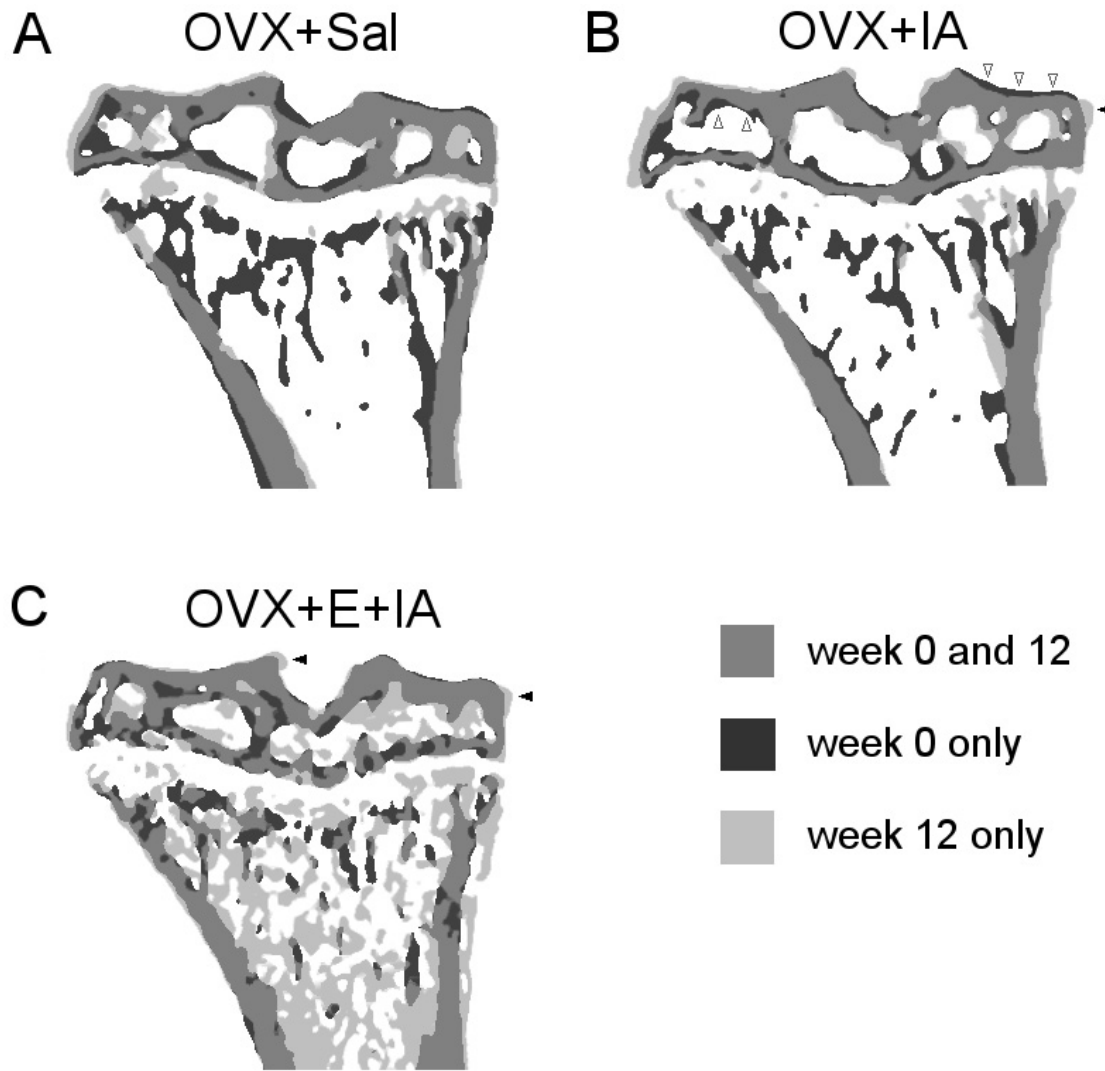 A OVX+Sal
B OVX+IA
C OVX+E+IA
week 0 and 12
week 0 only
week 12 only